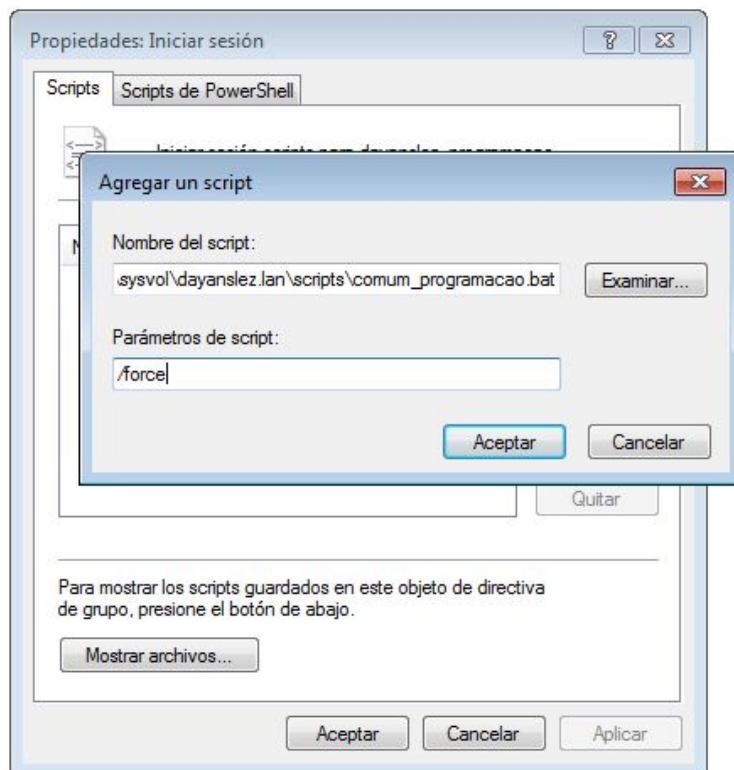 Propiedades: Iniciar sesión
Scripts
Scripts de PowerShell
Agregar un script
Nombre del script:
sysvol\dayanslez.lan\scripts\comum_programacao.bat
Examinar...
Parámetros de script:
/force
Aceptar
Cancelar
Quitar
Para mostrar los scripts guardados en este objeto de directiva
de grupo, presione el botón de abajo.
Mostrar archivos...
Aceptar
Cancelar
Aplicar